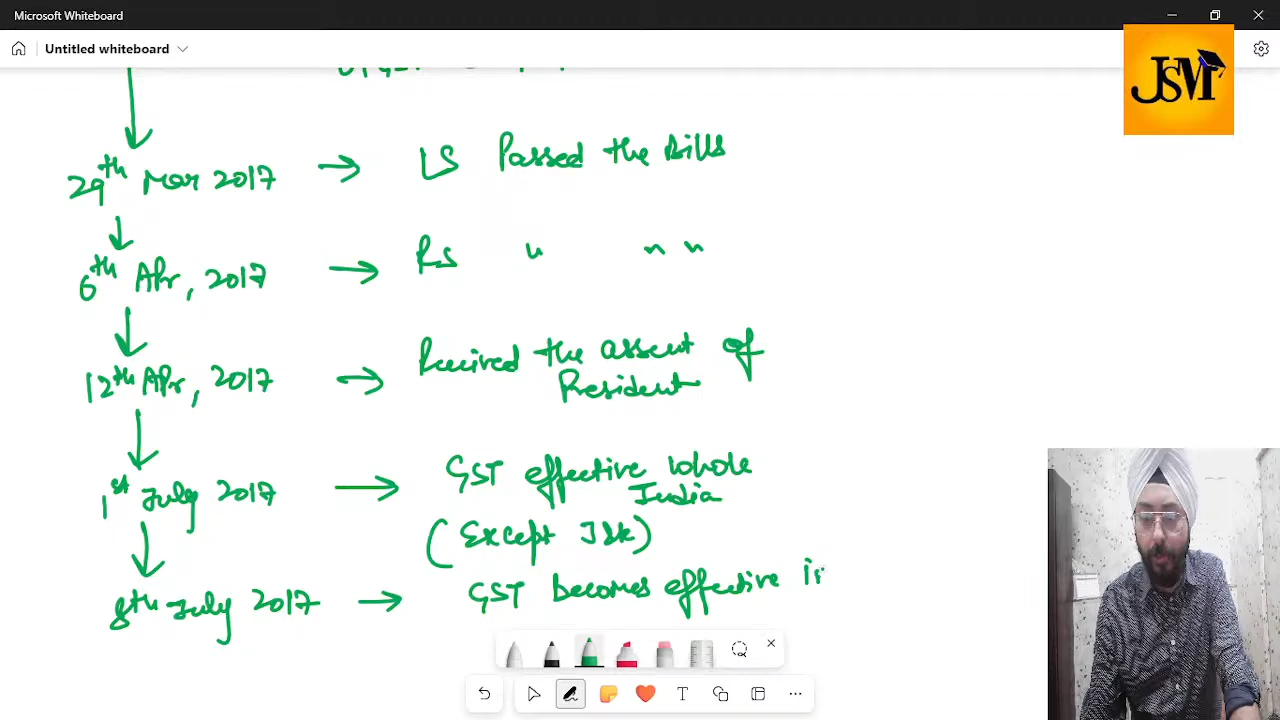 Microsoft Whiteboard
Untitled whiteboard
JSM
29th Mar 2017 → LS Passed the Bills
6th Apr, 2017 → RS " " "
12th Apr, 2017 → Received the assent of
President
1st July 2017 → GST effective whole
India
(Except J&K)
8th July 2017 → GST becomes effective in